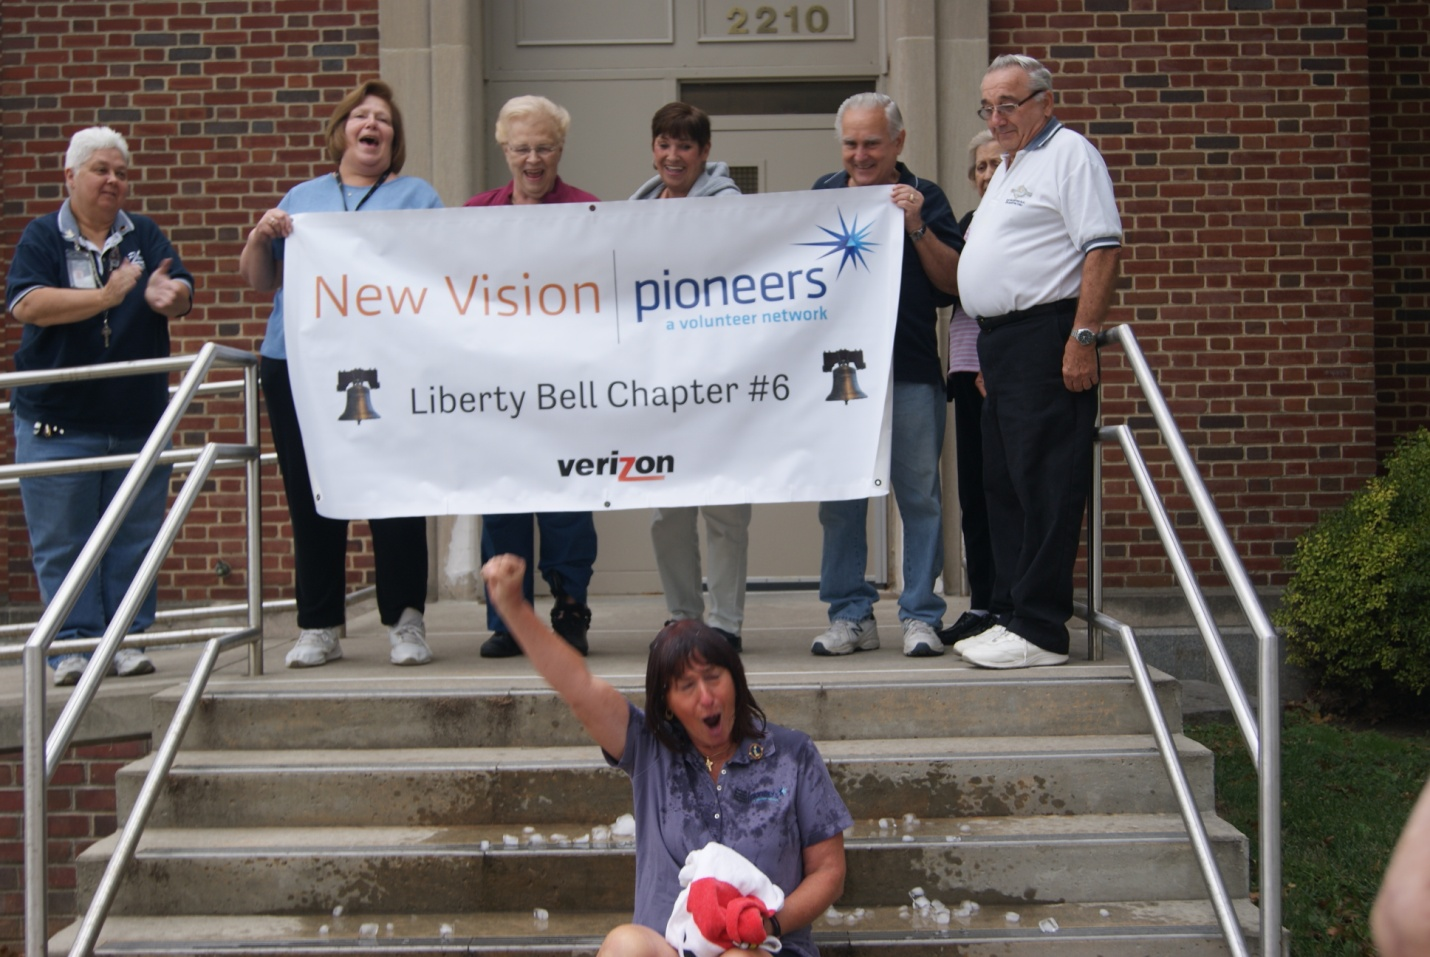 2210
New Vision pioneers
a volunteer network
Liberty Bell Chapter #6
verizon